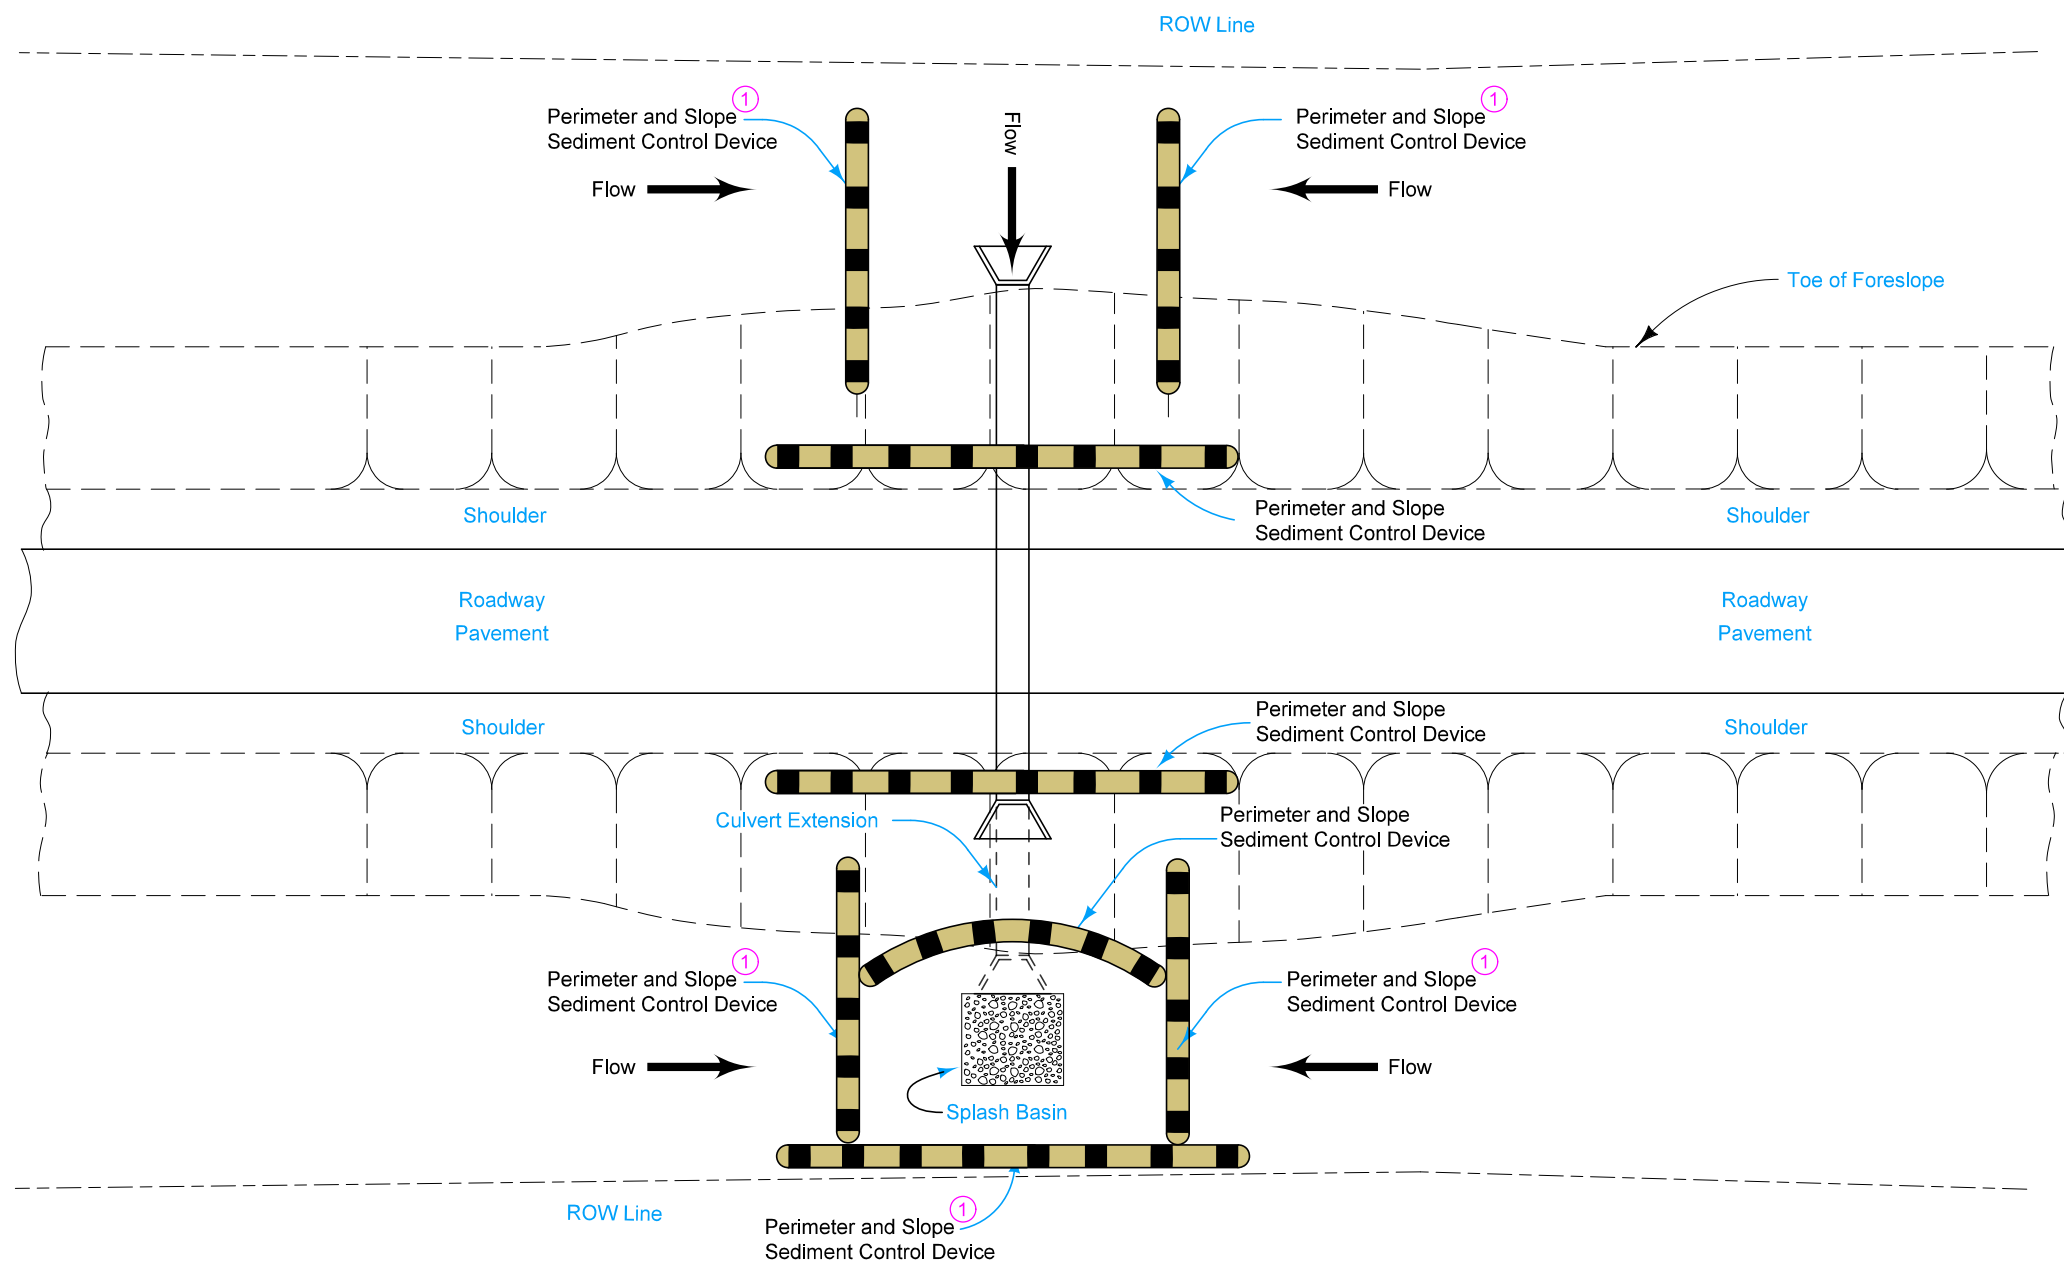 ROW Line
1
Perimeter and Slope
Sediment Control Device
Flow
Flow
1
Perimeter and Slope
Sediment Control Device
Flow
Toe of Foreslope
Shoulder
Perimeter and Slope
Sediment Control Device
Shoulder
Roadway
Pavement
Roadway
Pavement
Shoulder
Perimeter and Slope
Sediment Control Device
Shoulder
Culvert Extension
Perimeter and Slope
Sediment Control Device
1
Perimeter and Slope
Sediment Control Device
1
Perimeter and Slope
Sediment Control Device
Flow
Flow
Splash Basin
ROW Line
1
Perimeter and Slope
Sediment Control Device